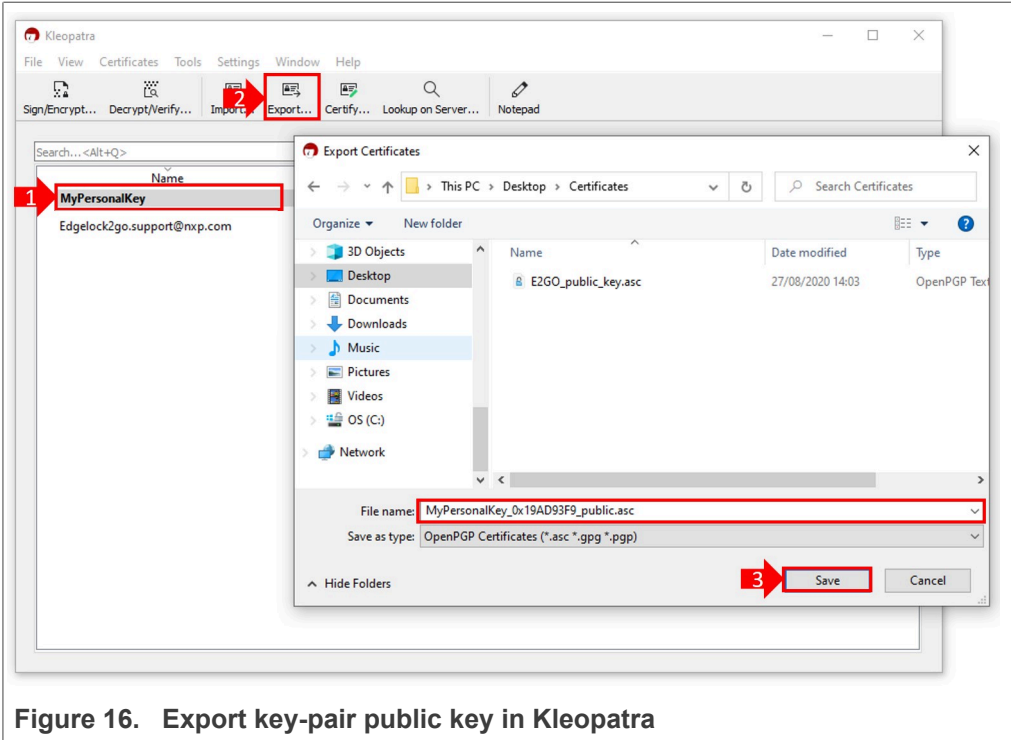 Kleopatra
File View Certificates Tools Settings Window Help
Sign/Encrypt... Decrypt/Verify... Import... Export... Certify... Lookup on Server... Notepad
2
Search...<Alt+Q>
Name
1
MyPersonalKey
Edgelock2go.support@nxp.com
Export Certificates
This PC > Desktop > Certificates
Search Certificates
Organize New folder
3D Objects
Desktop
Documents
Downloads
Music
Pictures
Videos
OS (C:)
Network
Name Date modified Type
E2GO_public_key.asc 27/08/2020 14:03 OpenPGP Text
File name: MyPersonalKey_0x19AD93F9_public.asc
Save as type: OpenPGP Certificates (*.asc *.gpg *.pgp)
Hide Folders
3
Save Cancel
Figure 16. Export key-pair public key in Kleopatra